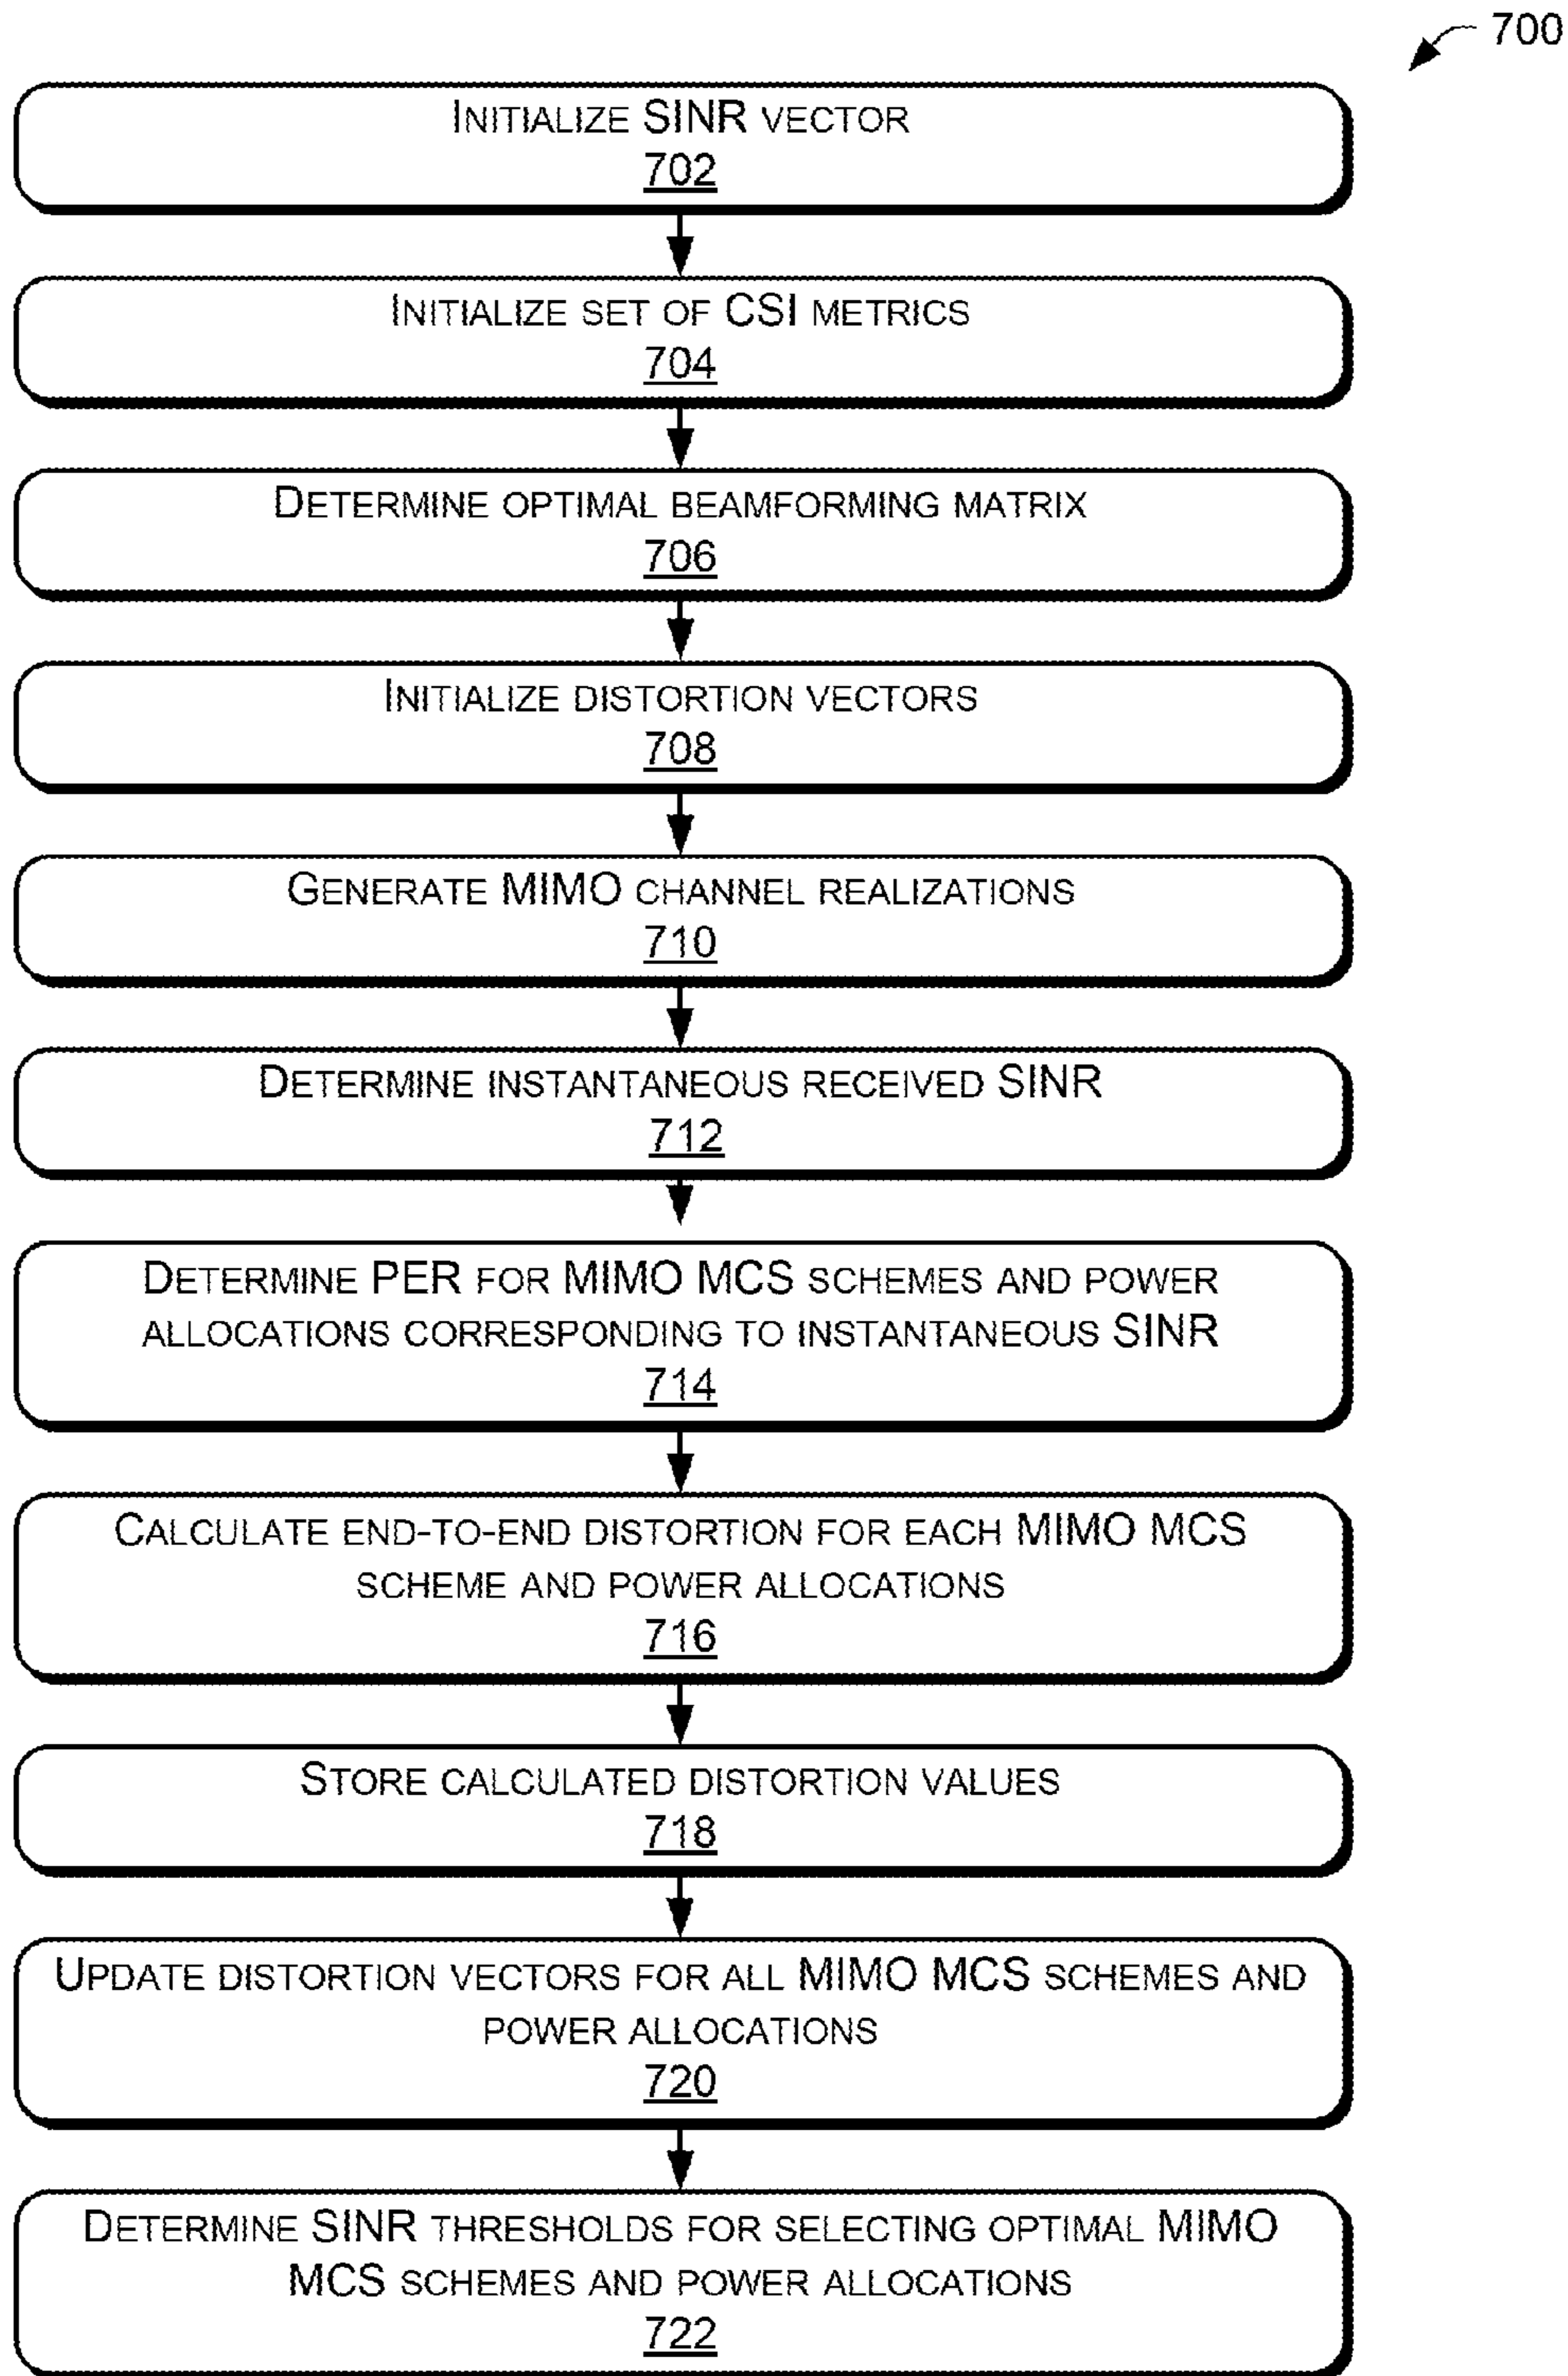 700
INITIALIZE SINR VECTOR
702
INITIALIZE SET OF CSI METRICS
704
DETERMINE OPTIMAL BEAMFORMING MATRIX
706
INITIALIZE DISTORTION VECTORS
708
GENERATE MIMO CHANNEL REALIZATIONS
710
DETERMINE INSTANTANEOUS RECEIVED SINR
712
DETERMINE PER FOR MIMO MCS SCHEMES AND POWER
ALLOCATIONS CORRESPONDING TO INSTANTANEOUS SINR
714
CALCULATE END-TO-END DISTORTION FOR EACH MIMO MCS
SCHEME AND POWER ALLOCATIONS
716
STORE CALCULATED DISTORTION VALUES
718
UPDATE DISTORTION VECTORS FOR ALL MIMO MCS SCHEMES AND
POWER ALLOCATIONS
720
DETERMINE SINR THRESHOLDS FOR SELECTING OPTIMAL MIMO
MCS SCHEMES AND POWER ALLOCATIONS
722